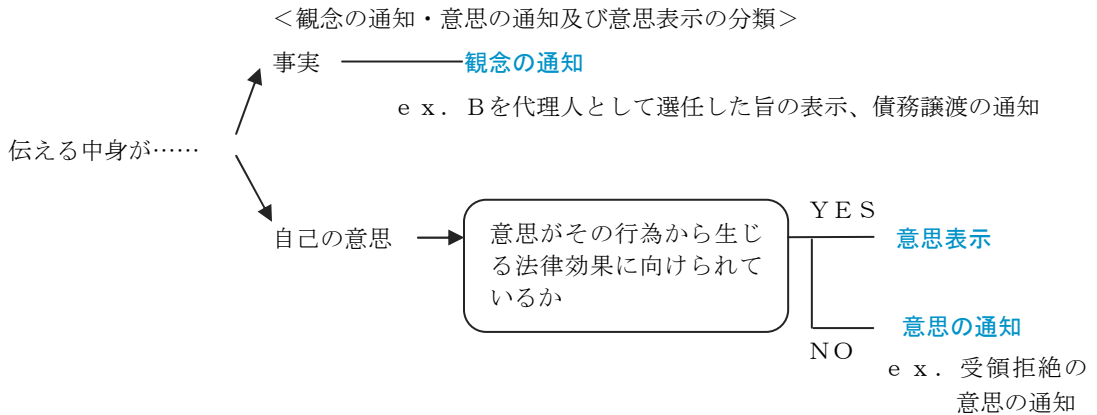 ＜観念の通知・意思の通知及び意思表示の分類＞
事実
観念の通知
ｅｘ．Ｂを代理人として選任した旨の表示、債務譲渡の通知
伝える中身が……
自己の意思
意思がその行為から生じ
る法律効果に向けられて
いるか
ＹＥＳ
意思表示
ＮＯ
意思の通知
ｅｘ．受領拒絶の
意思の通知